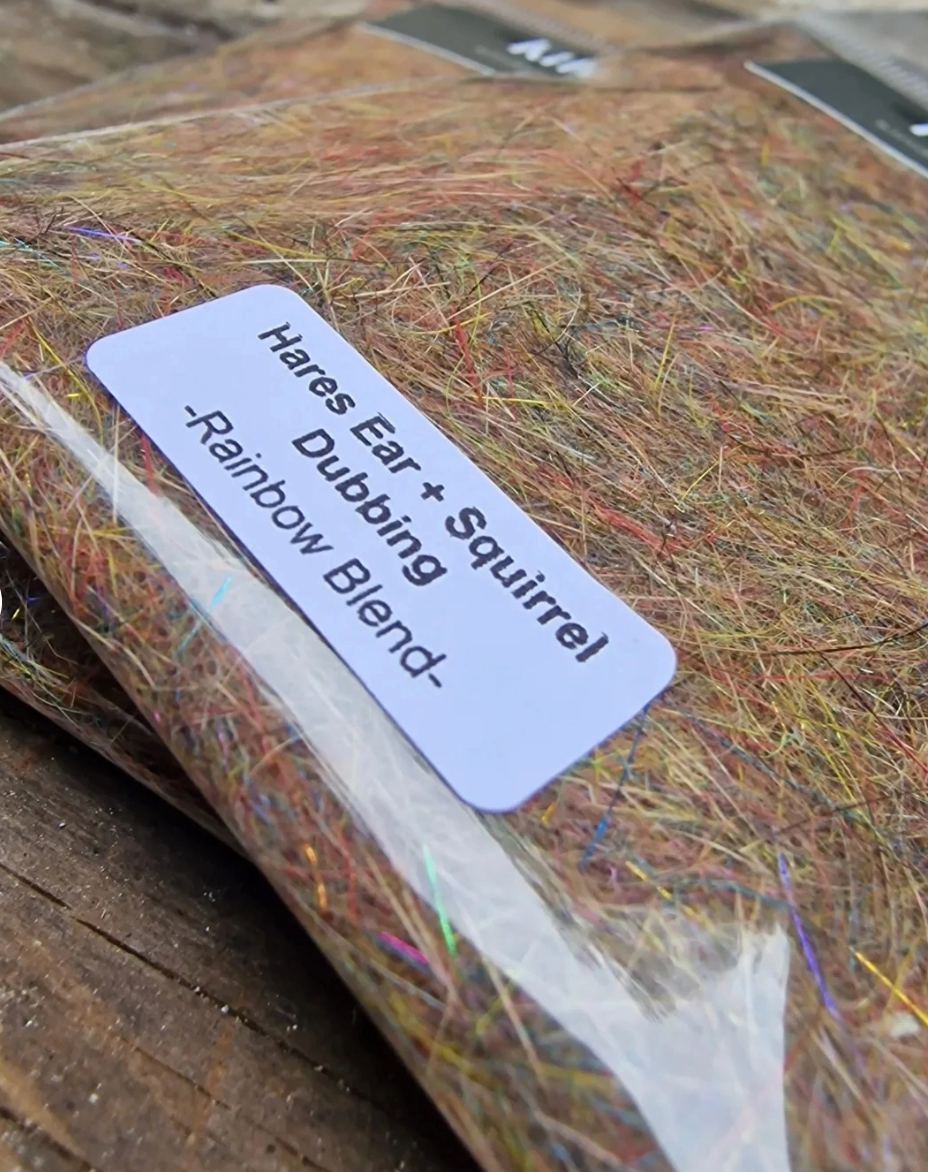 Hares Ear + Squirrel
Dubbing
-Rainbow Blend-